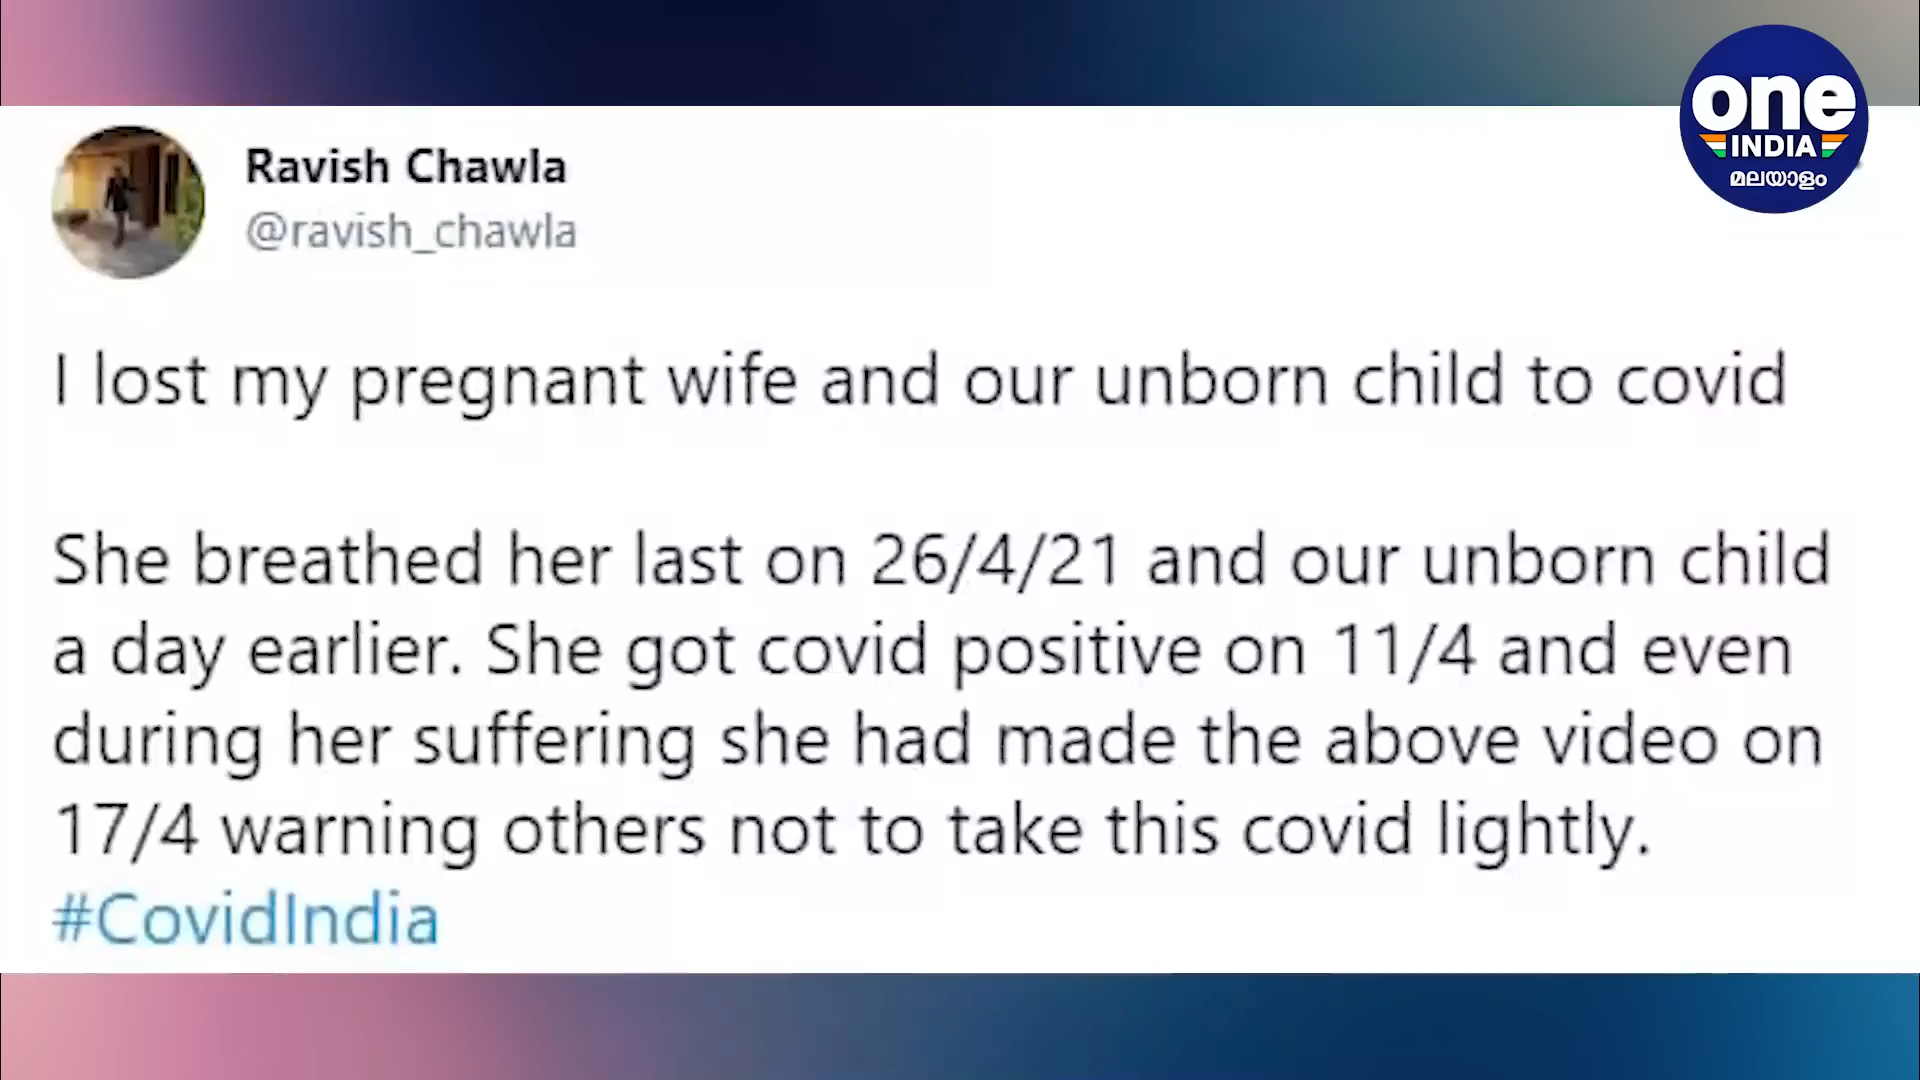 one
INDIA
മലയാളം
Ravish Chawla
@ravish_chawla
I lost my pregnant wife and our unborn child to covid
She breathed her last on 26/4/21 and our unborn child
a day earlier. She got covid positive on 11/4 and even
during her suffering she had made the above video on
17/4 warning others not to take this covid lightly.
#CovidIndia